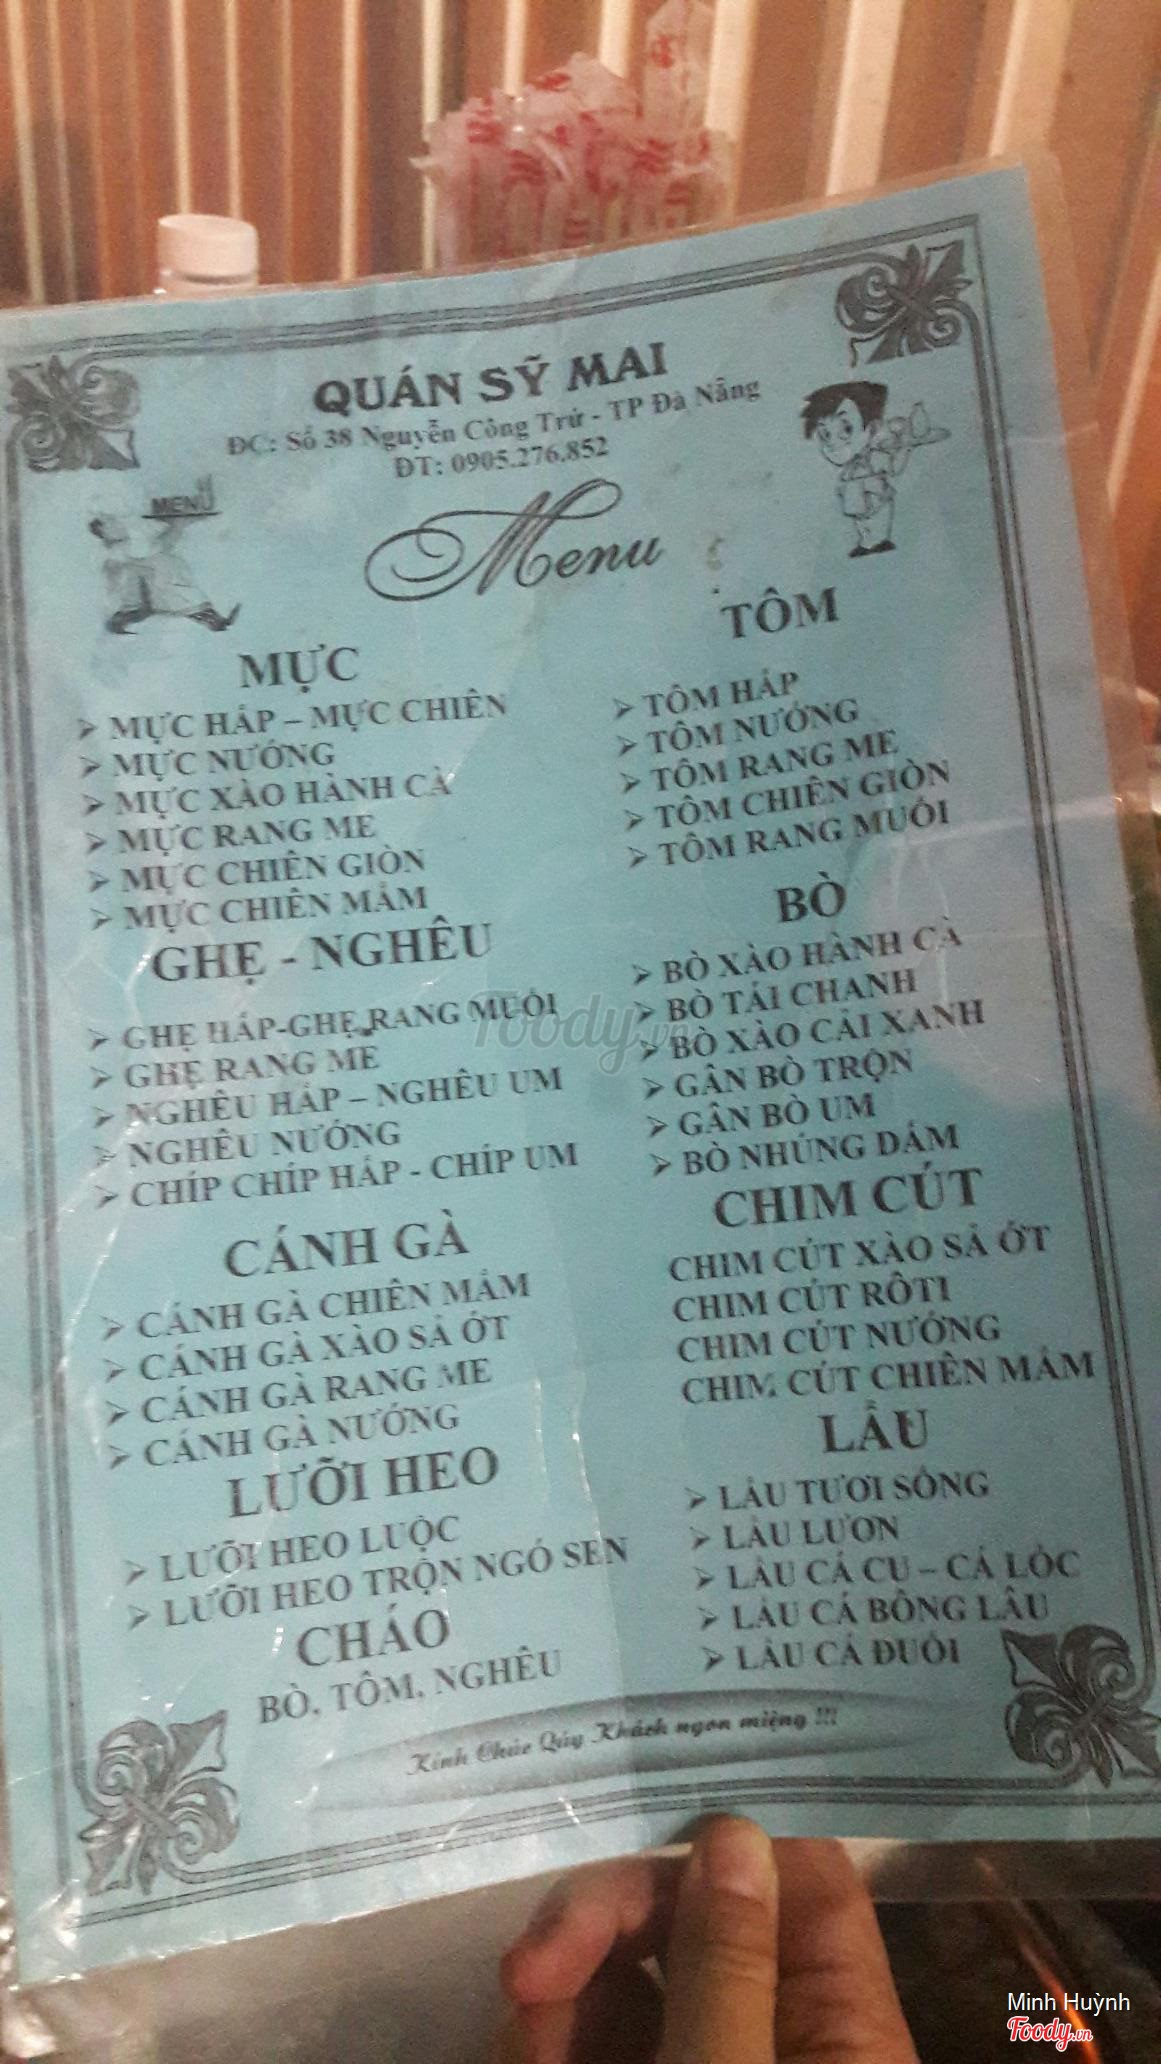 QUÁN SỸ MAI
ĐC: Số 38 Nguyễn Công Trứ - TP Đà Nẵng
ĐT: 0905.276.852
MENU
Menu
MỰC
➢ MỰC HẤP – MỰC CHIÊN
➢ MỰC NƯỚNG
➢ MỰC XÀO HÀNH CÀ
➢ MỰC RANG ME
➢ MỰC CHIÊN GIÒN
➢ MỰC CHIÊN MẮM
GHẸ - NGHÊU
➢ GHẸ HẤP-GHẸ RANG MUỐI
➢ GHẸ RANG ME
➢ NGHÊU HẤP – NGHÊU UM
➢ NGHÊU NƯỚNG
➢ CHÍP CHÍP HẤP - CHÍP UM
CÁNH GÀ
➢ CÁNH GÀ CHIÊN MẮM
➢ CÁNH GÀ XÀO SẢ ỚT
➢ CÁNH GÀ RANG ME
➢ CÁNH GÀ NƯỚNG
LƯỠI HEO
➢ LƯỠI HEO LUỘC
➢ LƯỠI HEO TRỘN NGÓ SEN
CHÁO
BÒ, TÔM, NGHÊU
TÔM
➢ TÔM HẤP
➢ TÔM NƯỚNG
➢ TÔM RANG ME
➢ TÔM CHIÊN GIÒN
➢ TÔM RANG MUỐI
BÒ
➢ BÒ XÀO HÀNH CÀ
➢ BÒ TÁI CHANH
➢ BÒ XÀO CẢI XANH
➢ GÂN BÒ TRỘN
➢ GÂN BÒ UM
➢ BÒ NHÚNG DẤM
CHIM CÚT
CHIM CÚT XÀO SẢ ỚT
CHIM CÚT RÔTI
CHIM CÚT NƯỚNG
CHIM CÚT CHIÊN MẮM
LẨU
➢ LẨU TƯƠI SỐNG
➢ LẨU LƯƠN
➢ LẨU CÁ CU – CÁ LÓC
➢ LẨU CÁ BÔNG LAU
➢ LẨU CÁ ĐUỐI
Kính Chúc Qúy Khách ngon miệng !!!
Foody.vn
Minh Huỳnh
Foody.vn